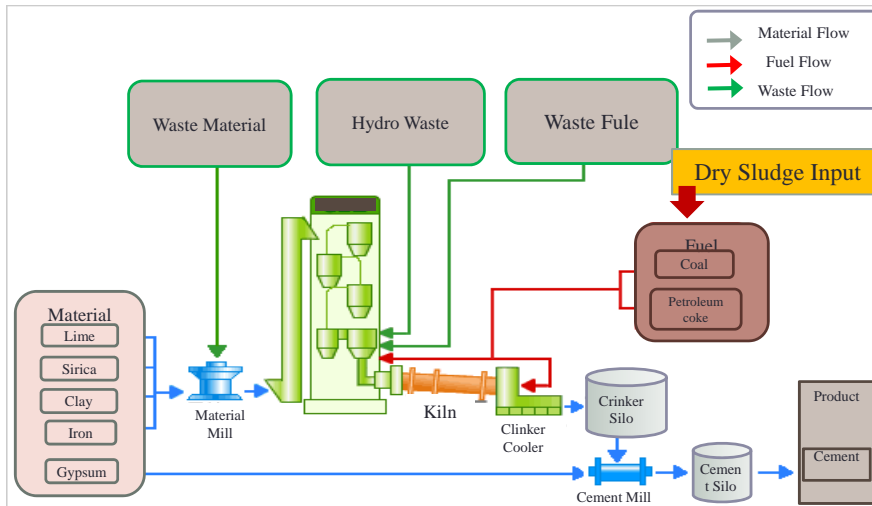 Material Flow
Fuel Flow
Waste Flow
Waste Material
Hydro Waste
Waste Fule
Dry Sludge Input
Fuel
Coal
Petroleum
coke
Material
Lime
Sirica
Clay
Iron
Gypsum
Material
Mill
Kiln
Clinker
Cooler
Crinker
Silo
Cement Mill
Cemen
t Silo
Product
Cement